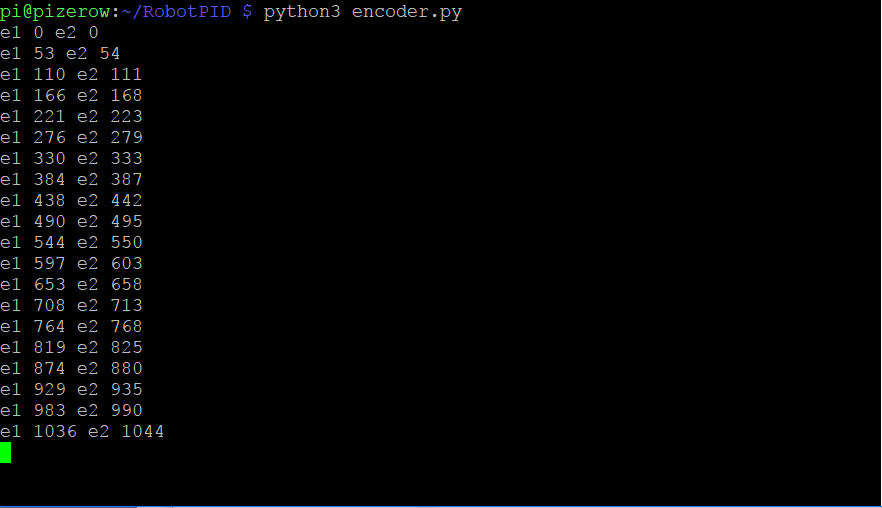 pi@pizerow:~/RobotPID $ python3 encoder.py
e1 0 e2 0
e1 53 e2 54
e1 110 e2 111
e1 166 e2 168
e1 221 e2 223
e1 276 e2 279
e1 330 e2 333
e1 384 e2 387
e1 438 e2 442
e1 490 e2 495
e1 544 e2 550
e1 597 e2 603
e1 653 e2 658
e1 708 e2 713
e1 764 e2 768
e1 819 e2 825
e1 874 e2 880
e1 929 e2 935
e1 983 e2 990
e1 1036 e2 1044